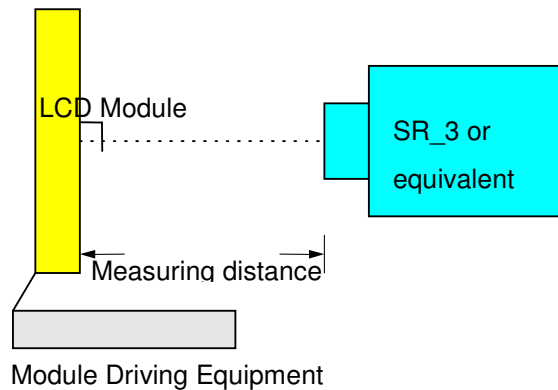 LCD Module
SR_3 or
equivalent
Measuring distance
Module Driving Equipment